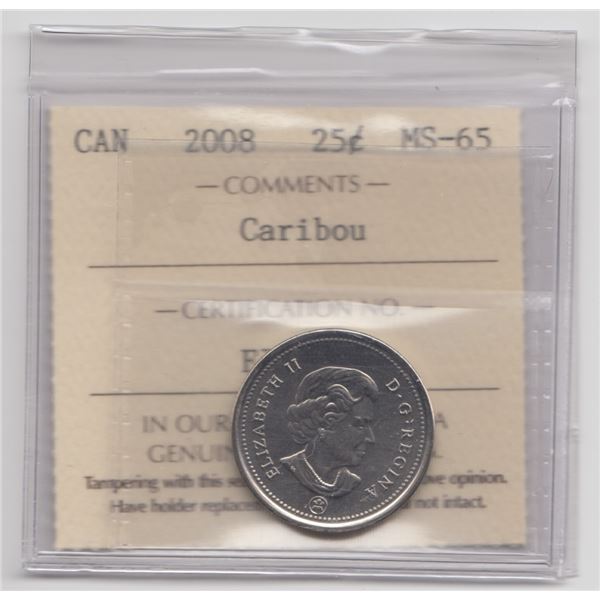 CAN 2008 25¢ MS-65
— COMMENTS —
Caribou
— CERTIFICATION NO. —
ELIZABETH II D·G·REGINA
IN OUR A
GENUIN
Tampering with this se ve opinion.
Have holder replace not intact.